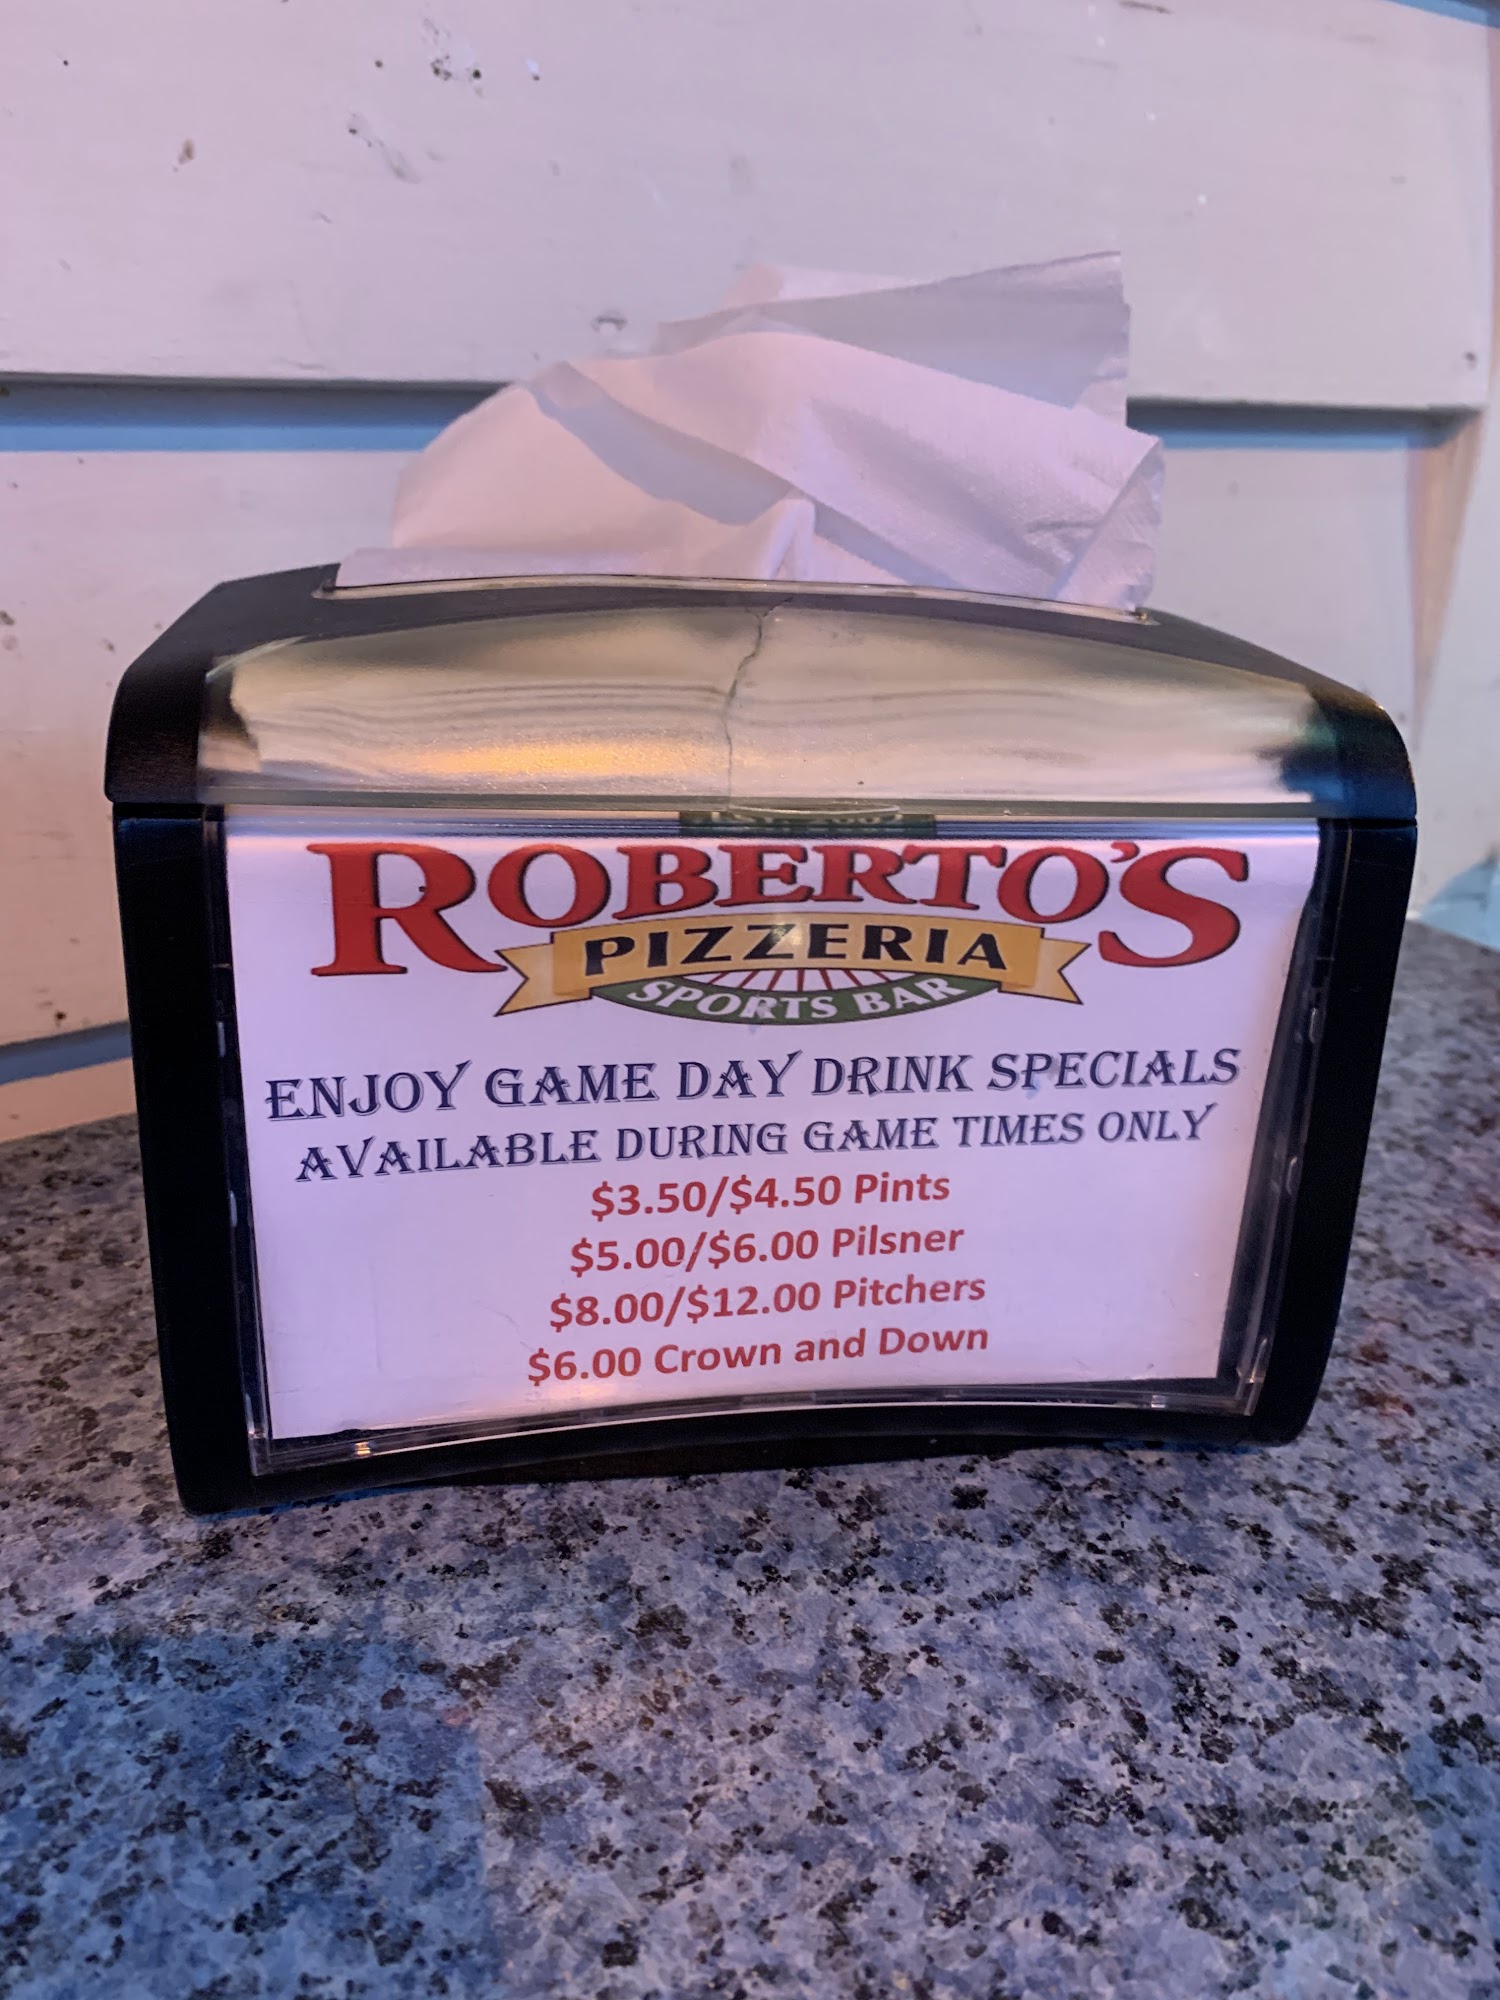 ROBERTO'S
PIZZERIA
SPORTS BAR
ENJOY GAME DAY DRINK SPECIALS
AVAILABLE DURING GAME TIMES ONLY
$3.50/$4.50 Pints
$5.00/$6.00 Pilsner
$8.00/$12.00 Pitchers
$6.00 Crown and Down